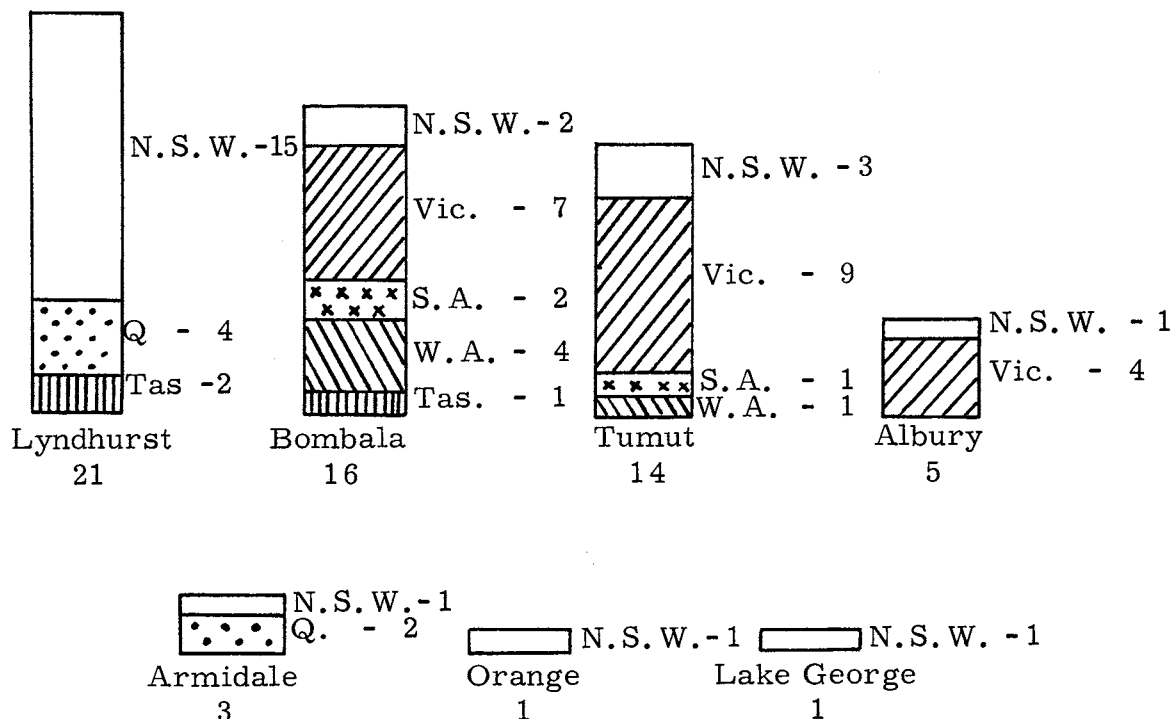 N.S.W.-15
Q - 4
Tas -2
Lyndhurst
21
N.S.W.-2
Vic. - 7
S.A. - 2
W.A. - 4
Tas. - 1
Bombala
16
N.S.W. -3
Vic. - 9
S.A. - 1
W.A. - 1
Tumut
14
N.S.W. - 1
Vic. - 4
Albury
5
N.S.W.-1
Q. - 2
Armidale
3
N.S.W.-1
Orange
1
N.S.W. -1
Lake George
1